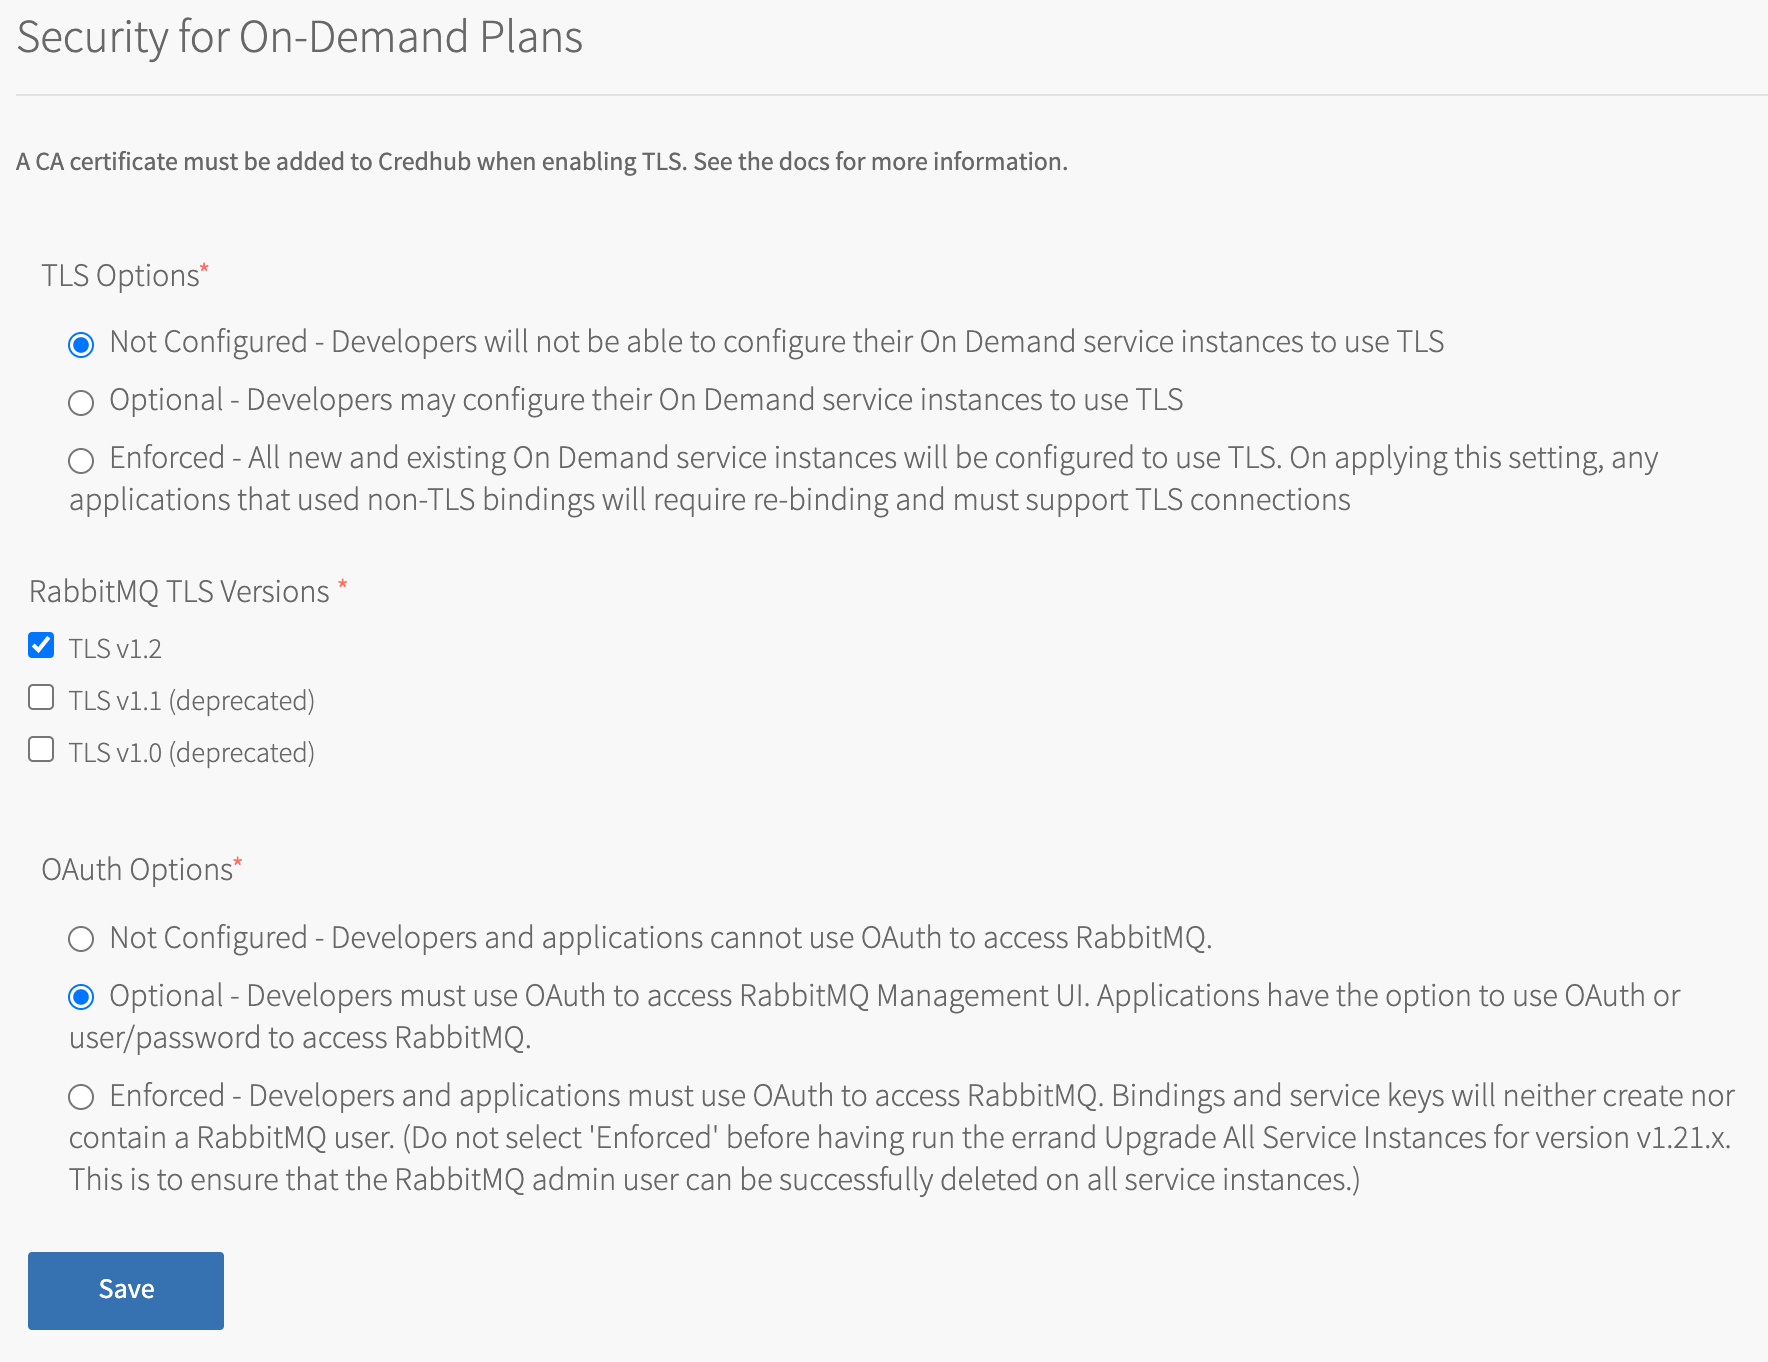 Security for On-Demand Plans
A CA certificate must be added to Credhub when enabling TLS. See the docs for more information.
TLS Options*
Not Configured - Developers will not be able to configure their On Demand service instances to use TLS
Optional - Developers may configure their On Demand service instances to use TLS
Enforced - All new and existing On Demand service instances will be configured to use TLS. On applying this setting, any
applications that used non-TLS bindings will require re-binding and must support TLS connections
RabbitMQ TLS Versions *
TLS v1.2
TLS v1.1 (deprecated)
TLS v1.0 (deprecated)
OAuth Options*
Not Configured - Developers and applications cannot use OAuth to access RabbitMQ.
Optional - Developers must use OAuth to access RabbitMQ Management UI. Applications have the option to use OAuth or
user/password to access RabbitMQ.
Enforced - Developers and applications must use OAuth to access RabbitMQ. Bindings and service keys will neither create nor
contain a RabbitMQ user. (Do not select 'Enforced' before having run the errand Upgrade All Service Instances for version v1.21.x.
This is to ensure that the RabbitMQ admin user can be successfully deleted on all service instances.)
Save